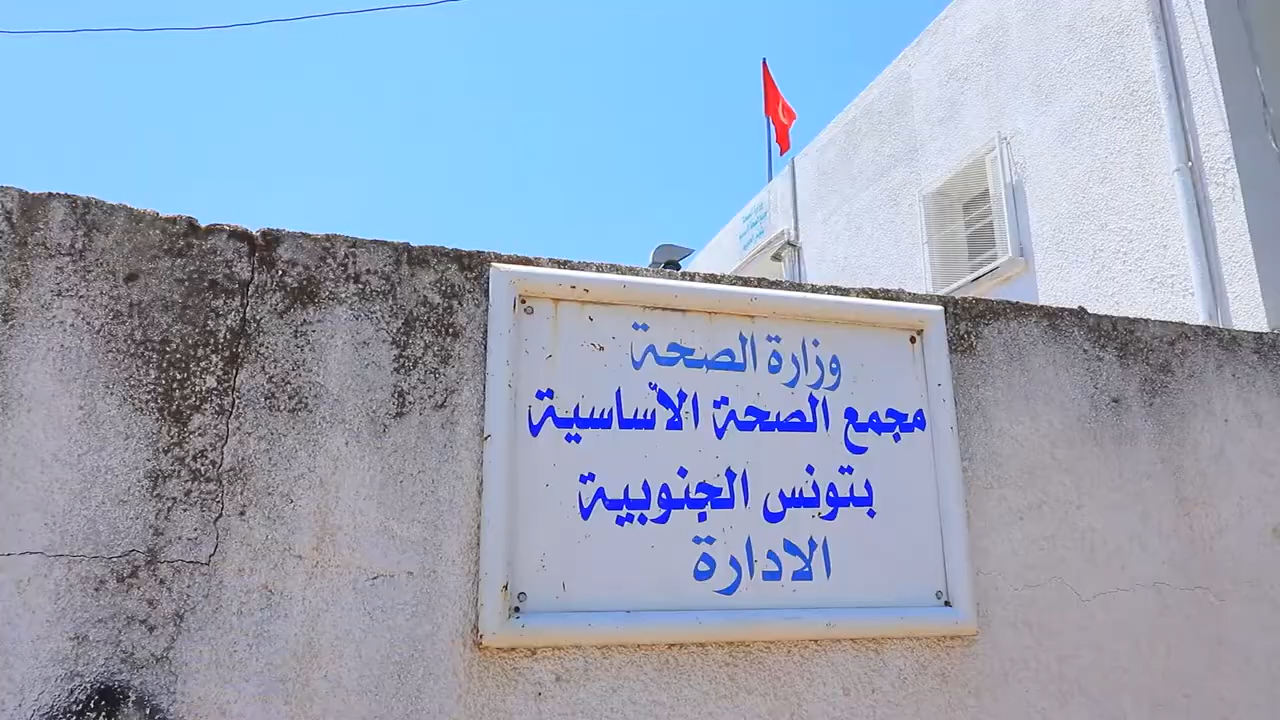 وزارة الصحة
مجمع الصحة الأساسية
بتونس الجنوبية
الادارة